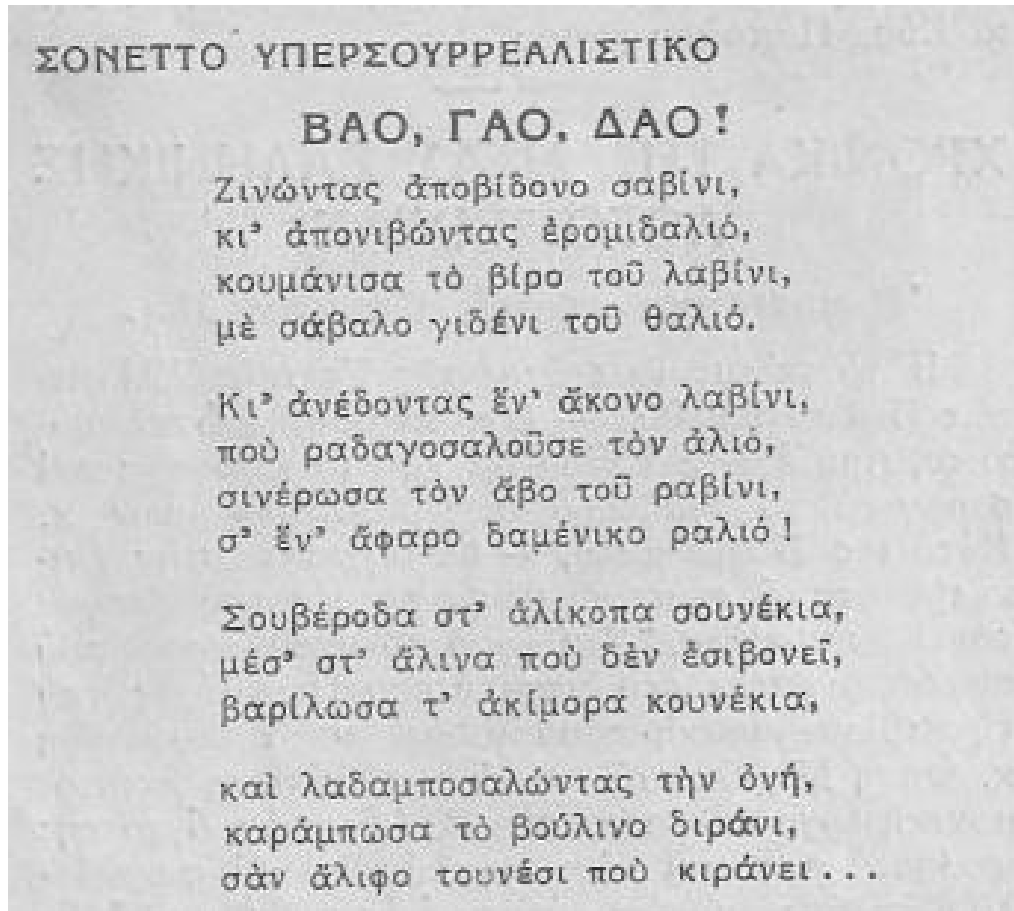 ΣΟΝΕΤΤΟ ΥΠΕΡΣΟΥΡΡΕΑΛΙΣΤΙΚΟ
ΒΑΟ, ΓΑΟ, ΔΑΟ!
Ζινώντας ἀποβίδονο σαβίνι,
κι’ ἀπονιβώντας ἐρομιδαλιό,
κουμάνισα τὸ βίρο τοῦ λαβίνι,
μὲ σάβαλο γιδένι τοῦ θαλιό.
Κι’ ἀνέδοντας ἕν’ ἄκονο λαβίνι,
ποὺ ραδαγοσαλοῦσε τὸν ἀλιό,
σινέρωσα τὸν ἄβο τοῦ ραβίνι,
σ’ ἕν’ ἄφαρο δαμένικο ραλιό!
Σουβέροδα στ’ ἀλίκοπα σουνέκια,
μέσ’ στ’ ἄλινα ποὺ δὲν ἐσιβονεῖ,
βαρίλωσα τ’ ἀκίμορα κουνέκια,
καὶ λαδαμποσαλώντας τὴν ὀνή,
καράμπωσα τὸ βούλινο διράνι,
σὰν ἄλιφο τουνέσι ποὺ κιράνει...